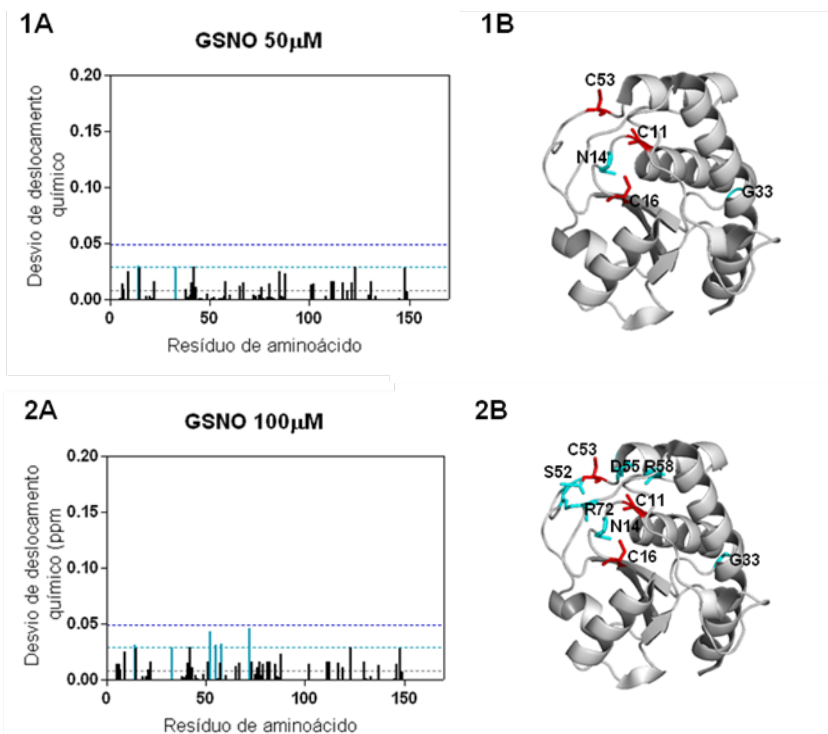 1A
GSNO 50µM
1B
0.20
0.15
0.10
0.05
0.00
Desvio de deslocamento
químico
0
50
100
150
Resíduo de aminoácido
C53
C11
N14
C16
G33
2A
GSNO 100µM
2B
0.20
0.15
0.10
0.05
0.00
Desvio de deslocamento
químico (ppm
0
50
100
150
Resíduo de aminoácido
C53
S52
D55
R58
R72
C11
N14
C16
G33